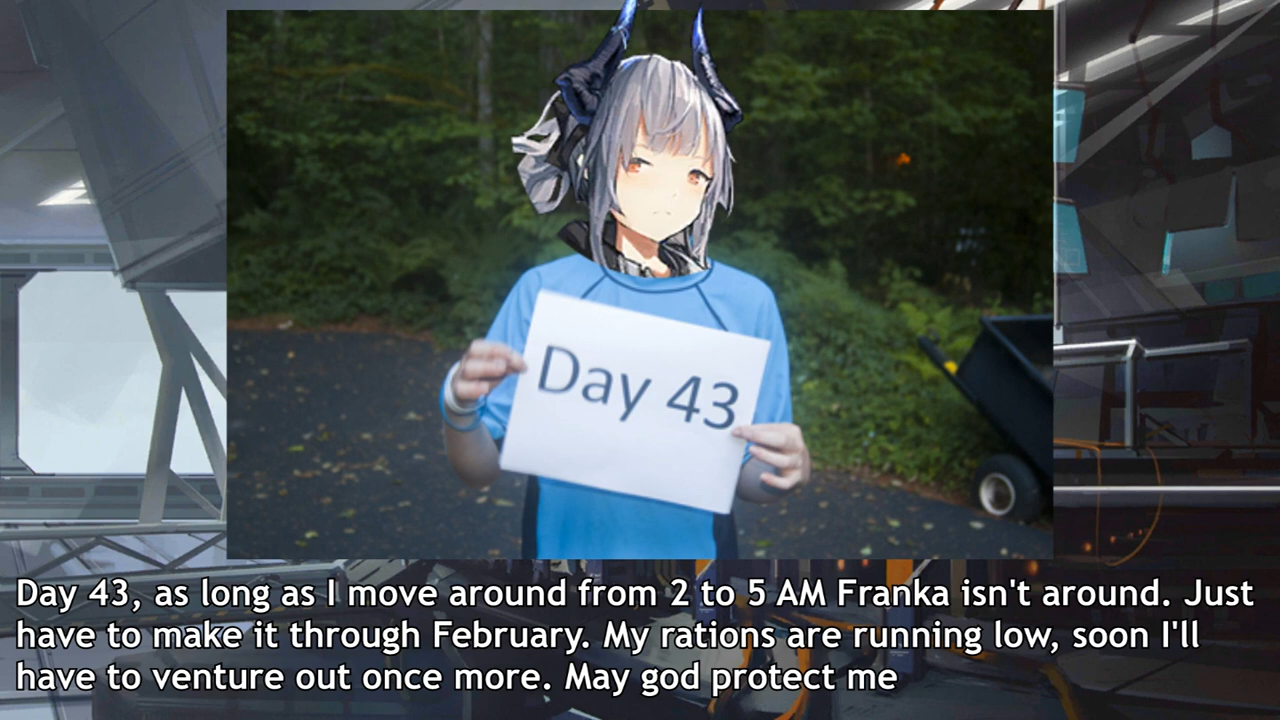 Day 43
Day 43, as long as I move around from 2 to 5 AM Franka isn't around. Just
have to make it through February. My rations are running low, soon I'll
have to venture out once more. May god protect me